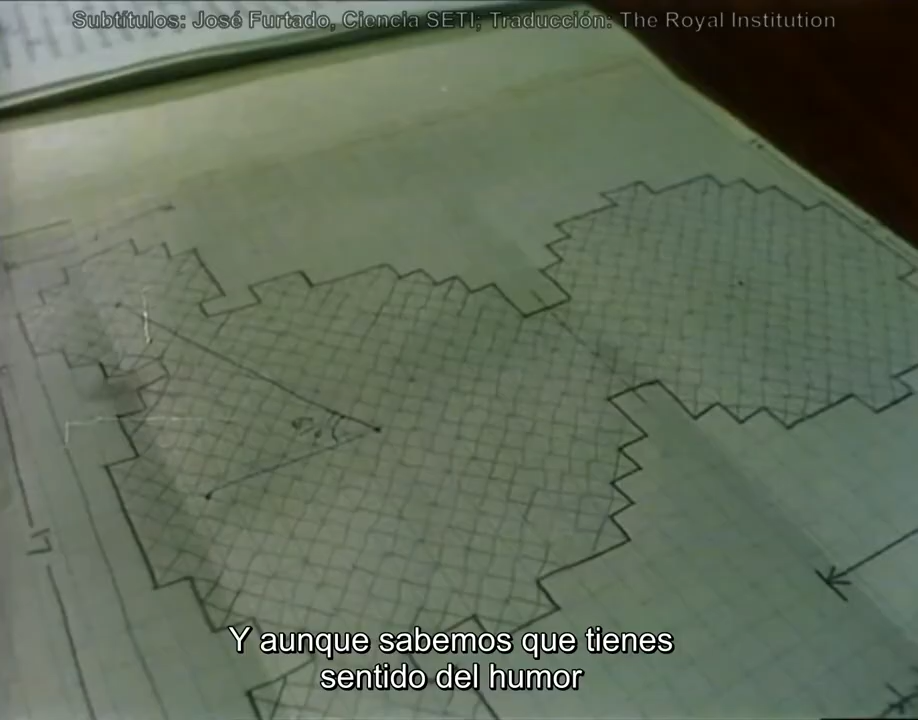 Subtítulos: José Furtado, Ciencia SETI; Traducción: The Royal Institution
Y aunque sabemos que tienes
sentido del humor